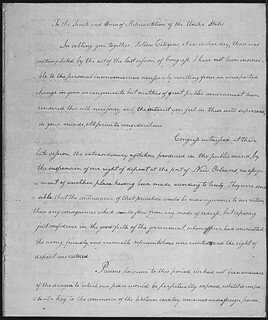 To the Senate and House of Representatives of the United States
In calling you together Fellow Citizens, at an earlier day, than was
contemplated by the act of the last session of Congress, I have not been insensi-
ble to the personal inconveniences necessarily resulting from an unexpected
change in your arrangements: but matters of great public concernment have
rendered this call necessary, and the interest you feel in these will supersede
in your minds, all private considerations.
Congress witnessed, at their
late session, the extraordinary agitation produced in the public mind, by
the suspension of our right of deposit at the port of New Orleans, no assign-
ment of another place having been made according to treaty. They were sen-
sible that the continuance of that privation would be more injurious to our nation
than any consequences which could flow from any mode of redress. but reposing
just confidence in the good faith of the government whose officer had committed
the wrong, friendly and reasonable representations were resorted to, and the right of
deposit was restored.
Previous however to this period, we had not been unaware
of the danger to which our peace would be perpetually exposed whilst so impor-
tant a key to the commerce of the Western country remained under foreign power.